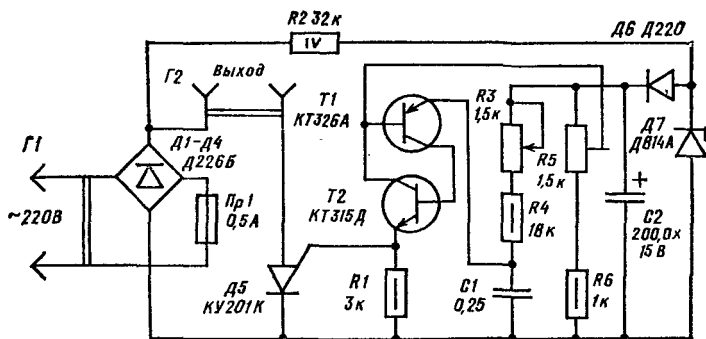 R2 32к
1V
Д6 Д220
Г2 Выход
Т1
КТ326А
R3
1,5к
Г1
Д1-Д4
Д226Б
Д7
Д814А
R5
1,5к
Пр1
0,5А
Т2
КТ315Д
+
R4
18к
С2
200,0х
15В
~220В
Д5
КУ201К
R1
3к
С1
0,25
R6
1к